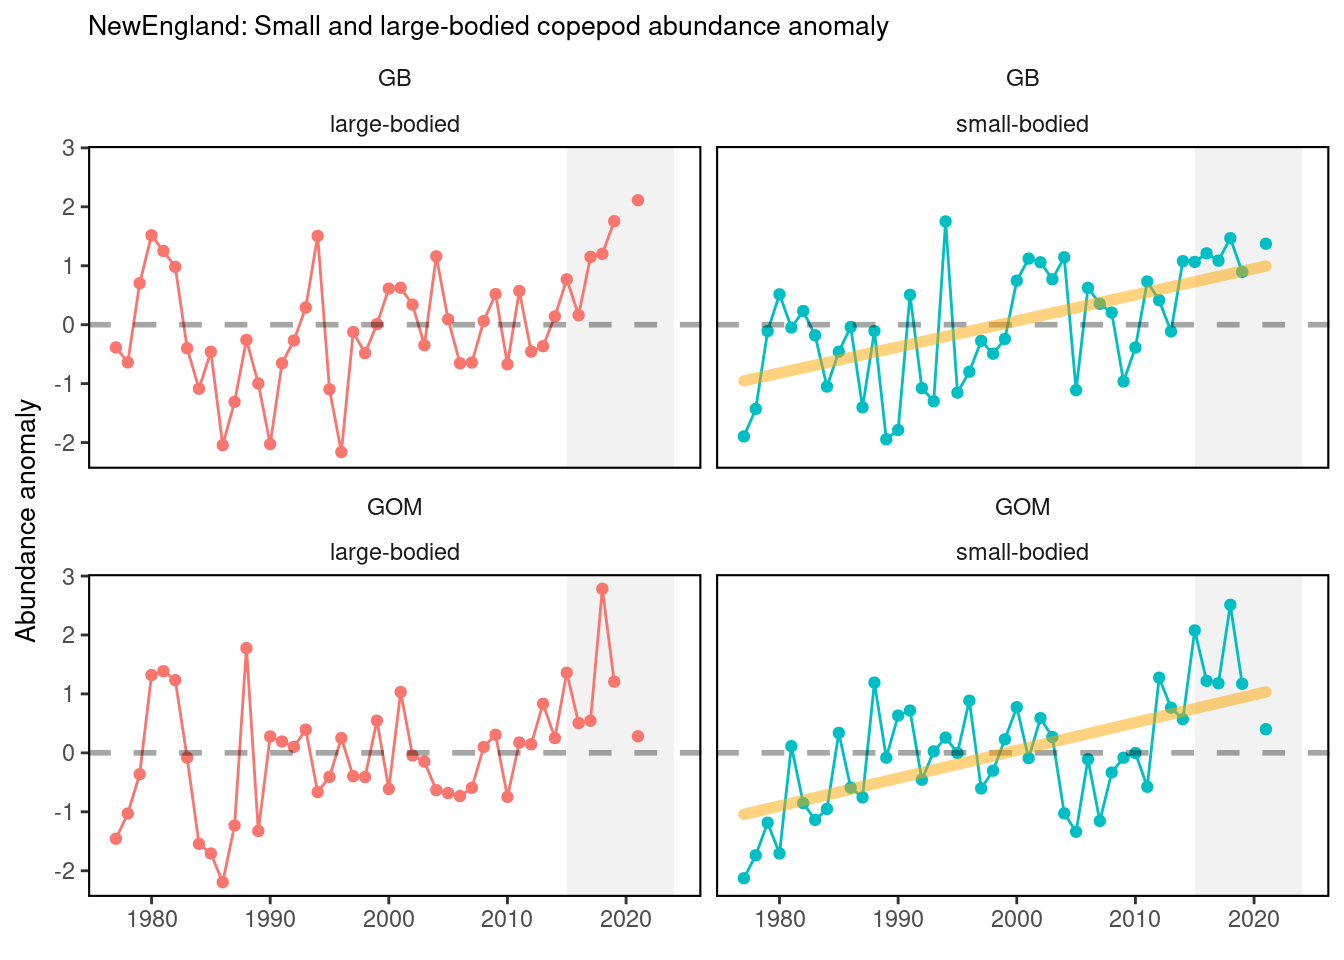 NewEngland: Small and large-bodied copepod abundance anomaly
GB
GB
large-bodied
small-bodied
3
2
1
0
-1
-2
Abundance anomaly
GOM
GOM
large-bodied
small-bodied
3
2
1
0
-1
-2
1980
1990
2000
2010
2020
1980
1990
2000
2010
2020